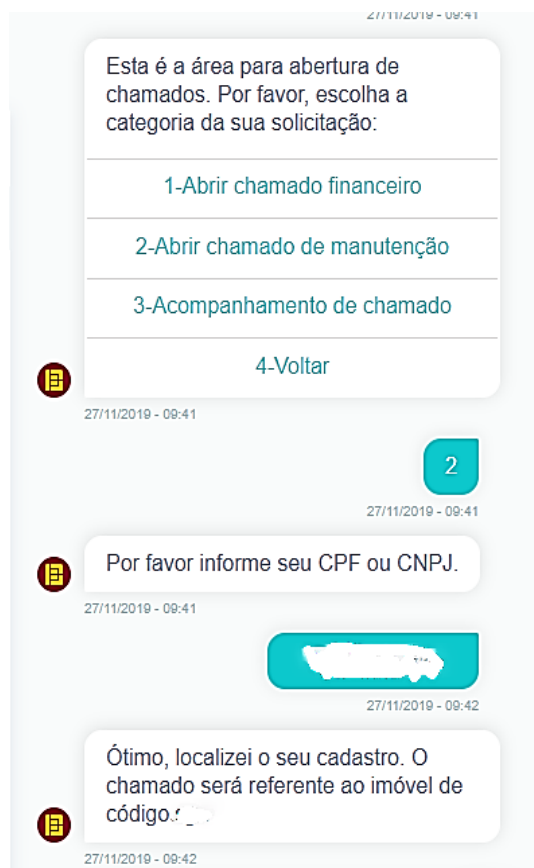 27/11/2019 - 09:41
Esta é a área para abertura de
chamados. Por favor, escolha a
categoria da sua solicitação:
1-Abrir chamado financeiro
2-Abrir chamado de manutenção
3-Acompanhamento de chamado
4-Voltar
27/11/2019 - 09:41
2
27/11/2019 - 09:41
Por favor informe seu CPF ou CNPJ.
27/11/2019 - 09:41
27/11/2019 - 09:42
Ótimo, localizei o seu cadastro. O
chamado será referente ao imóvel de
código
27/11/2019 - 09:42